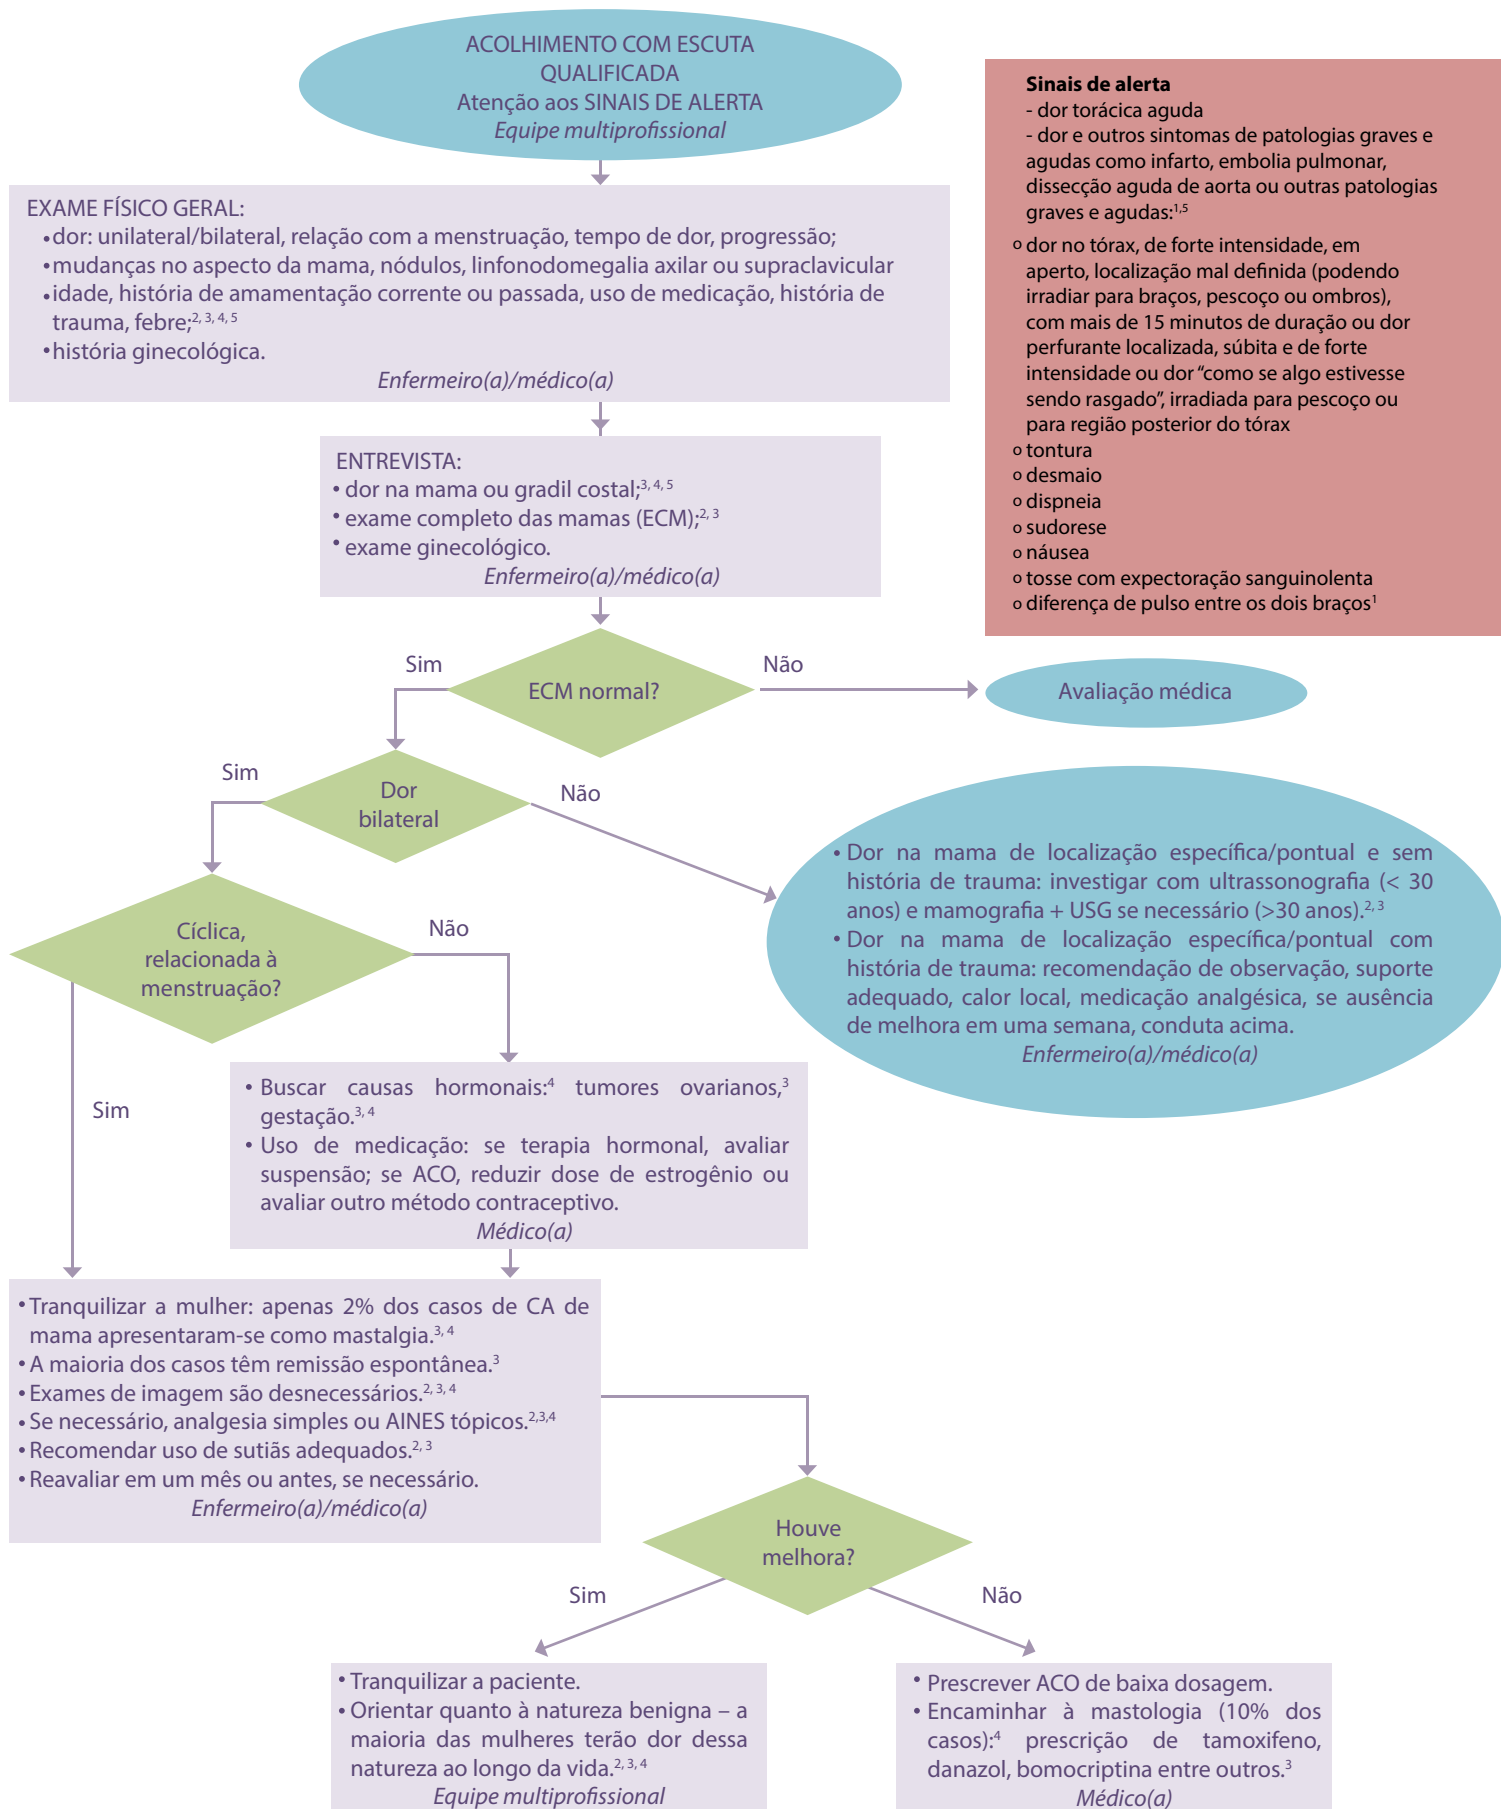 ACOLHIMENTO COM ESCUTA
QUALIFICADA
Atenção aos SINAIS DE ALERTA
Equipe multiprofissional
Sinais de alerta
- dor torácica aguda
- dor e outros sintomas de patologias graves e
agudas como infarto, embolia pulmonar,
dissecção aguda de aorta ou outras patologias
graves e agudas:1,5
o dor no tórax, de forte intensidade, em
aperto, localização mal definida (podendo
irradiar para braços, pescoço ou ombros),
com mais de 15 minutos de duração ou dor
perfurante localizada, súbita e de forte
intensidade ou dor “como se algo estivesse
sendo rasgado”, irradiada para pescoço ou
para região posterior do tórax
o tontura
o desmaio
o dispneia
o sudorese
o náusea
o tosse com expectoração sanguinolenta
o diferença de pulso entre os dois braços1
EXAME FÍSICO GERAL:
• dor: unilateral/bilateral, relação com a menstruação, tempo de dor, progressão;
• mudanças no aspecto da mama, nódulos, linfonodomegalia axilar ou supraclavicular
• idade, história de amamentação corrente ou passada, uso de medicação, história de
trauma, febre;2, 3, 4, 5
• história ginecológica.
Enfermeiro(a)/médico(a)
ENTREVISTA:
• dor na mama ou gradil costal;3, 4, 5
• exame completo das mamas (ECM);2, 3
• exame ginecológico.
Enfermeiro(a)/médico(a)
Sim
ECM normal?
Não
Avaliação médica
Sim
Dor
bilateral
Não
• Dor na mama de localização específica/pontual e sem
história de trauma: investigar com ultrassonografia (< 30
anos) e mamografia + USG se necessário (>30 anos).2, 3
• Dor na mama de localização específica/pontual com
história de trauma: recomendação de observação, suporte
adequado, calor local, medicação analgésica, se ausência
de melhora em uma semana, conduta acima.
Enfermeiro(a)/médico(a)
Cíclica,
relacionada à
menstruação?
Não
Sim
• Buscar causas hormonais:4 tumores ovarianos,3
gestação.3, 4
• Uso de medicação: se terapia hormonal, avaliar
suspensão; se ACO, reduzir dose de estrogênio ou
avaliar outro método contraceptivo.
Médico(a)
• Tranquilizar a mulher: apenas 2% dos casos de CA de
mama apresentaram-se como mastalgia.3, 4
• A maioria dos casos têm remissão espontânea.3
• Exames de imagem são desnecessários.2, 3, 4
• Se necessário, analgesia simples ou AINES tópicos.2,3,4
• Recomendar uso de sutiãs adequados.2, 3
• Reavaliar em um mês ou antes, se necessário.
Enfermeiro(a)/médico(a)
Houve
melhora?
Sim
Não
• Tranquilizar a paciente.
• Orientar quanto à natureza benigna – a
maioria das mulheres terão dor dessa
natureza ao longo da vida.2, 3, 4
Equipe multiprofissional
• Prescrever ACO de baixa dosagem.
• Encaminhar à mastologia (10% dos
casos):4 prescrição de tamoxifeno,
danazol, bomocriptina entre outros.3
Médico(a)